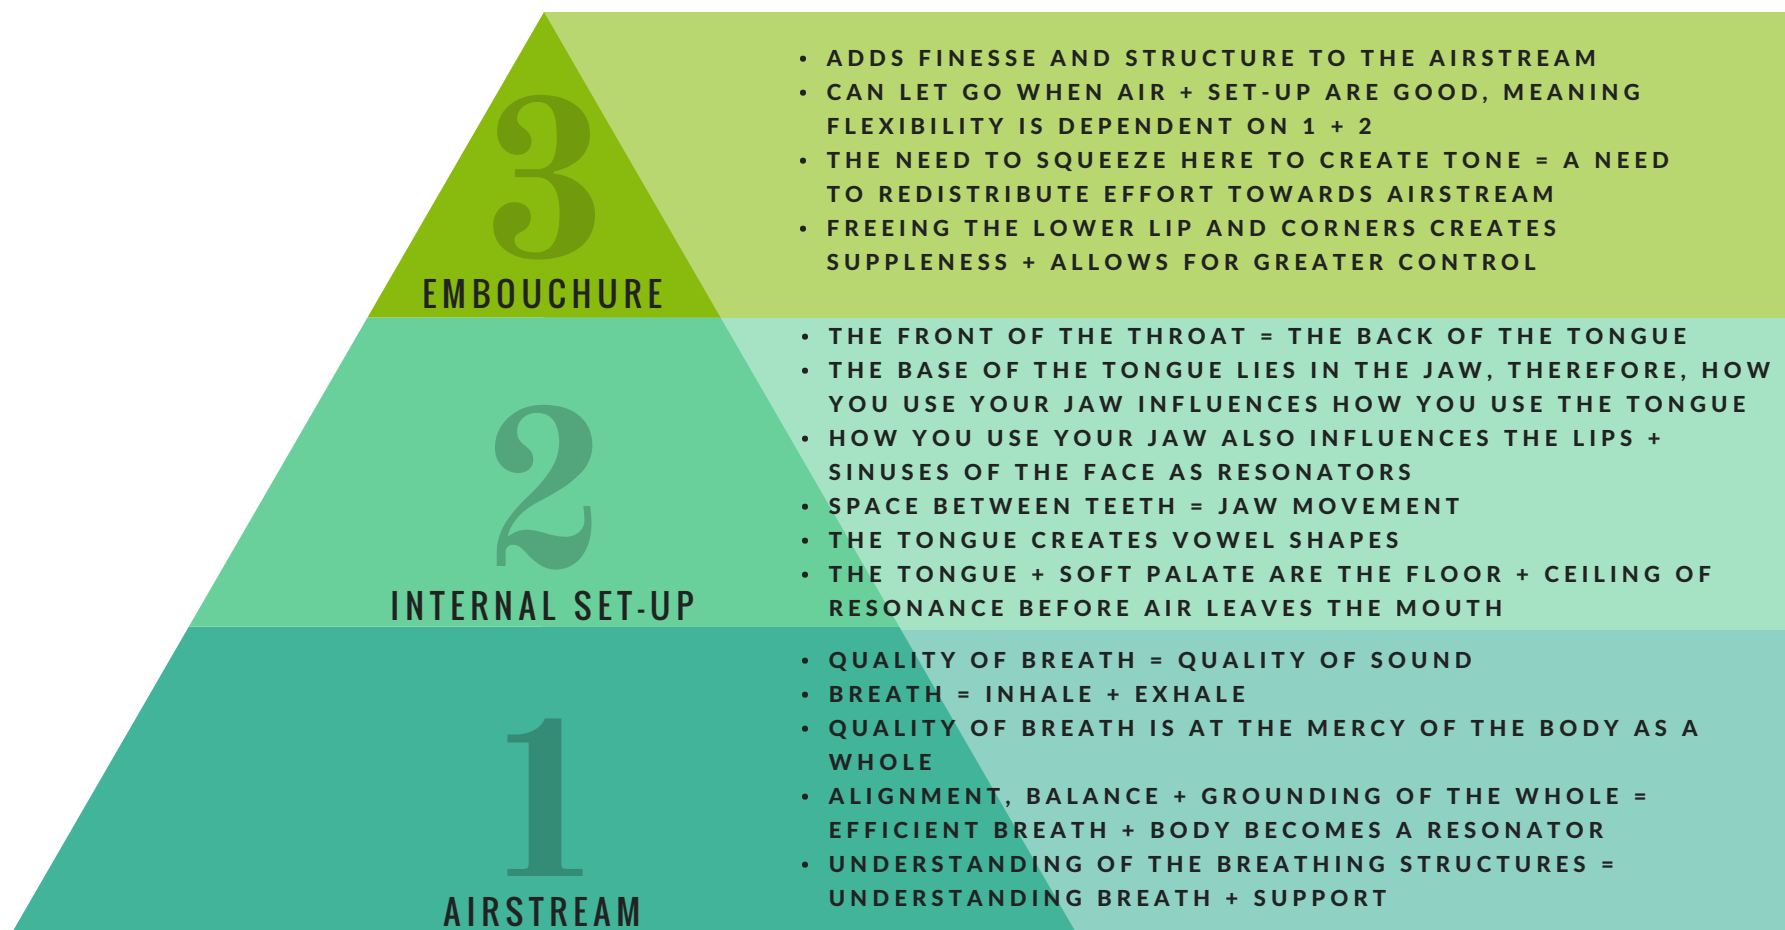 3
EMBOUCHURE
• ADDS FINESSE AND STRUCTURE TO THE AIRSTREAM
• CAN LET GO WHEN AIR + SET-UP ARE GOOD, MEANING
FLEXIBILITY IS DEPENDENT ON 1 + 2
• THE NEED TO SQUEEZE HERE TO CREATE TONE = A NEED
TO REDISTRIBUTE EFFORT TOWARDS AIRSTREAM
• FREEING THE LOWER LIP AND CORNERS CREATES
SUPPLENESS + ALLOWS FOR GREATER CONTROL
2
INTERNAL SET-UP
• THE FRONT OF THE THROAT = THE BACK OF THE TONGUE
• THE BASE OF THE TONGUE LIES IN THE JAW, THEREFORE, HOW
YOU USE YOUR JAW INFLUENCES HOW YOU USE THE TONGUE
• HOW YOU USE YOUR JAW ALSO INFLUENCES THE LIPS +
SINUSES OF THE FACE AS RESONATORS
• SPACE BETWEEN TEETH = JAW MOVEMENT
• THE TONGUE CREATES VOWEL SHAPES
• THE TONGUE + SOFT PALATE ARE THE FLOOR + CEILING OF
RESONANCE BEFORE AIR LEAVES THE MOUTH
1
AIRSTREAM
• QUALITY OF BREATH = QUALITY OF SOUND
• BREATH = INHALE + EXHALE
• QUALITY OF BREATH IS AT THE MERCY OF THE BODY AS A
WHOLE
• ALIGNMENT, BALANCE + GROUNDING OF THE WHOLE =
EFFICIENT BREATH + BODY BECOMES A RESONATOR
• UNDERSTANDING OF THE BREATHING STRUCTURES =
UNDERSTANDING BREATH + SUPPORT